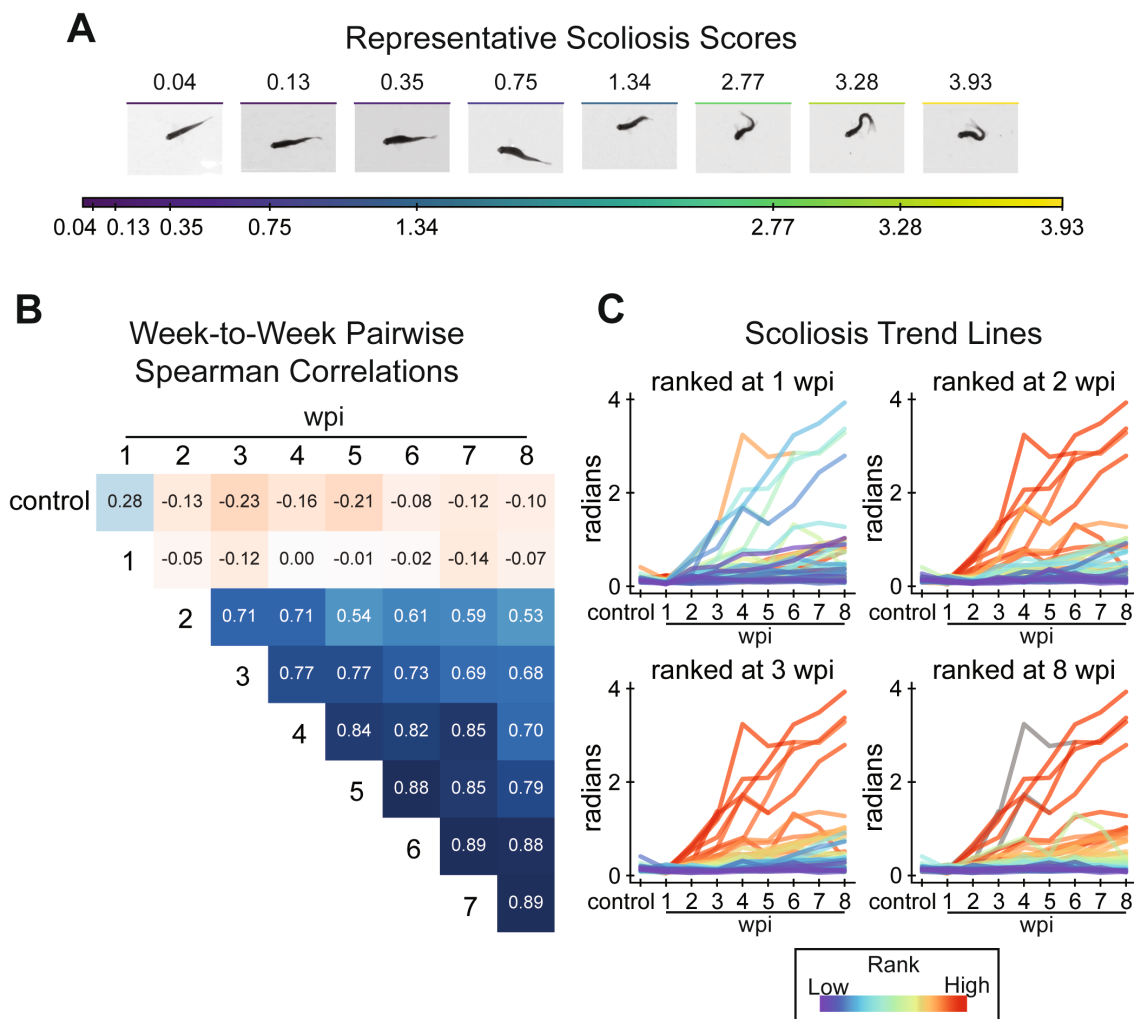 A
Representative Scoliosis Scores
0.04 0.13 0.35 0.75 1.34 2.77 3.28 3.93
0.04 0.13 0.35 0.75 1.34 2.77 3.28 3.93
B
Week-to-Week Pairwise
Spearman Correlations
wpi
1 2 3 4 5 6 7 8
control 0.28 -0.13 -0.23 -0.16 -0.21 -0.08 -0.12 -0.10
1 -0.05 -0.12 0.00 -0.01 -0.02 -0.14 -0.07
2 0.71 0.71 0.54 0.61 0.59 0.53
3 0.77 0.77 0.73 0.69 0.68
4 0.84 0.82 0.85 0.70
5 0.88 0.85 0.79
6 0.89 0.88
7 0.89
C
Scoliosis Trend Lines
ranked at 1 wpi
4
radians
2
0
control 1 2 3 4 5 6 7 8
wpi
ranked at 2 wpi
4
radians
2
0
control 1 2 3 4 5 6 7 8
wpi
ranked at 3 wpi
4
radians
2
0
control 1 2 3 4 5 6 7 8
wpi
ranked at 8 wpi
4
radians
2
0
control 1 2 3 4 5 6 7 8
wpi
Rank
Low High